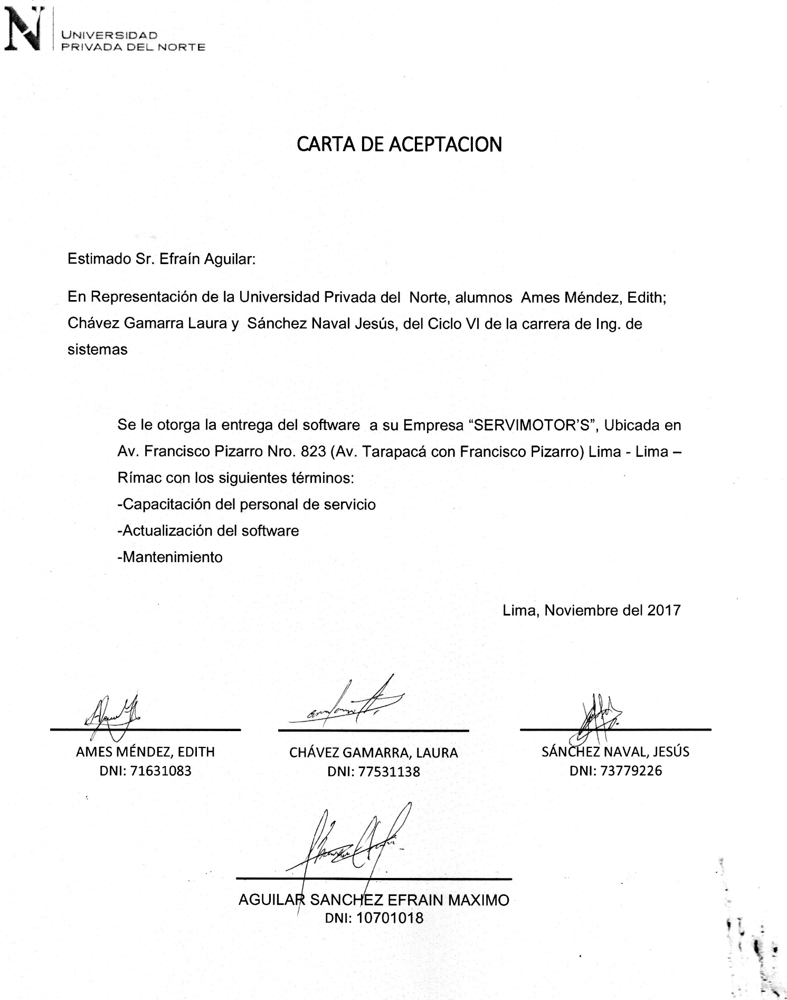 N
UNIVERSIDAD
PRIVADA DEL NORTE
CARTA DE ACEPTACION
Estimado Sr. Efraín Aguilar:
En Representación de la Universidad Privada del  Norte, alumnos  Ames Méndez, Edith;
Chávez Gamarra Laura y  Sánchez Naval Jesús, del Ciclo VI de la carrera de Ing. de
sistemas
Se le otorga la entrega del software  a su Empresa “SERVIMOTOR’S”, Ubicada en
Av. Francisco Pizarro Nro. 823 (Av. Tarapacá con Francisco Pizarro) Lima - Lima –
Rímac con los siguientes términos:
-Capacitación del personal de servicio
-Actualización del software
-Mantenimiento
Lima, Noviembre del 2017
AMES MÉNDEZ, EDITH
DNI: 71631083
CHÁVEZ GAMARRA, LAURA
DNI: 77531138
SÁNCHEZ NAVAL, JESÚS
DNI: 73779226
AGUILAR SANCHEZ EFRAIN MAXIMO
DNI: 10701018